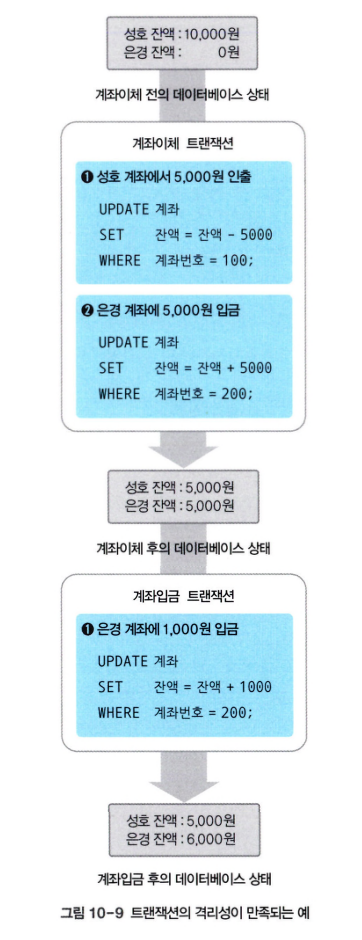 성호 잔액 : 10,000원
은경 잔액 : 0원
계좌이체 전의 데이터베이스 상태
계좌이체 트랜잭션
❶ 성호 계좌에서 5,000원 인출
UPDATE 계좌
SET 잔액 = 잔액 - 5000
WHERE 계좌번호 = 100;
❷ 은경 계좌에 5,000원 입금
UPDATE 계좌
SET 잔액 = 잔액 + 5000
WHERE 계좌번호 = 200;
성호 잔액 : 5,000원
은경 잔액 : 5,000원
계좌이체 후의 데이터베이스 상태
계좌입금 트랜잭션
❶ 은경 계좌에 1,000원 입금
UPDATE 계좌
SET 잔액 = 잔액 + 1000
WHERE 계좌번호 = 200;
성호 잔액 : 5,000원
은경 잔액 : 6,000원
계좌입금 후의 데이터베이스 상태
그림 10-9 트랜잭션의 격리성이 만족되는 예